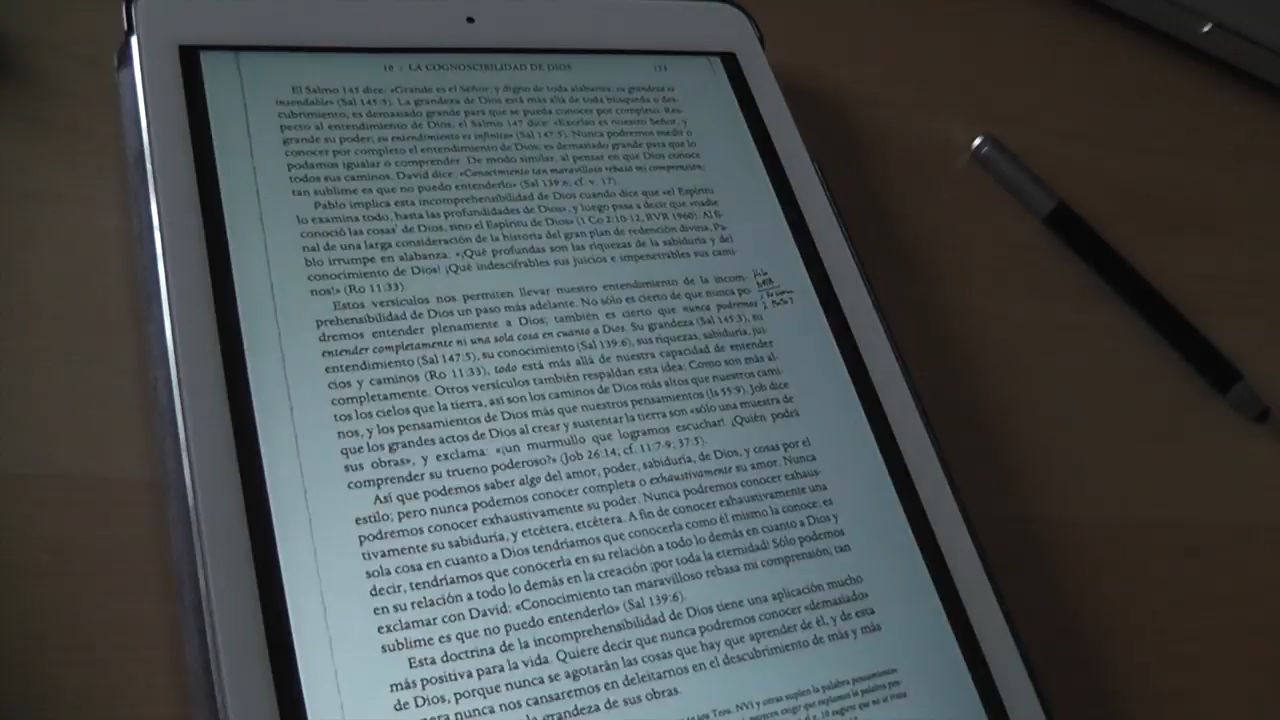 10 / LA COGNOSCIBILIDAD DE DIOS
El Salmo 145 dice: «Grande es el Señor, y digno de toda alabanza; su grandeza es
insondable» (Sal 145:3). La grandeza de Dios está más allá de toda búsqueda o des
cubrimiento, es demasiado grande para que se pueda conocer por completo. Res-
pecto al entendimiento de Dios, el Salmo 147 dice: «Excelso es nuestro Señor, y
grande su poder; su entendimiento es infinito» (Sal 147:5). Nunca podremos medir o
conocer por completo el entendimiento de Dios; es demasiado grande para que lo
podamos igualar o comprender. De modo similar, al pensar en que Dios conoce
todos sus caminos, David dice: «Conocimiento tan maravilloso rebasa mi comprensión;
tan sublime es que no puedo entenderlo» (Sal 139:6; cf. v. 17).
Pablo implica esta incomprehensibilidad de Dios cuando dice que «el Espíritu
lo examina todo, hasta las profundidades de Dios», y luego pasa a decir que «nadie
conoció las cosas de Dios, sino el Espíritu de Dios» (1 Co 2:10-12, RVR 1960). Al fi-
nal de una larga consideración de la historia del gran plan de redención divina, Pa-
blo irrumpe en alabanza: «¡Qué profundas son las riquezas de la sabiduría y del
conocimiento de Dios! ¡Qué indescifrables sus juicios e impenetrables sus cami-
nos!» (Ro 11:33).
Estos versículos nos permiten llevar nuestro entendimiento de la incom-
prehensibilidad de Dios un paso más adelante. No sólo es cierto de que nunca po-
dremos entender plenamente a Dios; también es cierto que nunca podremos
entender completamente ni una sola cosa en cuanto a Dios. Su grandeza (Sal 145:3), su
entendimiento (Sal 147:5), su conocimiento (Sal 139:6), sus riquezas, sabiduría, jui-
cios y caminos (Ro 11:33), todo está más allá de nuestra capacidad de entender
completamente. Otros versículos también respaldan esta idea: Como son más al-
tos los cielos que la tierra, así son los caminos de Dios más altos que nuestros cami-
nos, y los pensamientos de Dios más que nuestros pensamientos (Is 55:9). Job dice
que los grandes actos de Dios al crear y sustentar la tierra son «sólo una muestra de
sus obras», y exclama: «¡un murmullo que logramos escuchar! ¿Quién podrá
comprender su trueno poderoso?» (Job 26:14; cf. 11:7-9; 37:5).
Así que podemos saber algo del amor, poder, sabiduría, de Dios, y cosas por el
estilo; pero nunca podemos conocer completa o exhaustivamente su amor. Nunca
podremos conocer exhaustivamente su poder. Nunca podremos conocer exhaus-
tivamente su sabiduría, y etcétera, etcétera. A fin de conocer exhaustivamente una
sola cosa en cuanto a Dios tendríamos que conocerla como él mismo la conoce; es
decir, tendríamos que conocerla en su relación a todo lo demás en cuanto a Dios y
en su relación a todo lo demás en la creación ¡por toda la eternidad! Sólo podemos
exclamar con David: «Conocimiento tan maravilloso rebasa mi comprensión; tan
sublime es que no puedo entenderlo» (Sal 139:6).
Esta doctrina de la incomprehensibilidad de Dios tiene una aplicación mucho
más positiva para la vida. Quiere decir que nunca podremos conocer «demasiado»
de Dios, porque nunca se agotarán las cosas que hay que aprender de él, y de esta
nunca nos cansaremos en deleitarnos en el descubrimiento de más y más
grandeza de sus obras.
NVI y otras suplen la palabra pensamientos